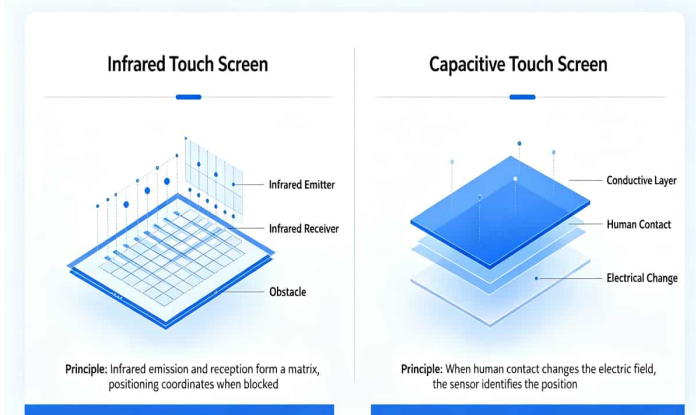 Infrared Touch Screen
Infrared Emitter
Infrared Receiver
Obstacle
Principle: Infrared emission and reception form a matrix,
positioning coordinates when blocked
Capacitive Touch Screen
Conductive Layer
Human Contact
Electrical Change
Principle: When human contact changes the electric field,
the sensor identifies the position